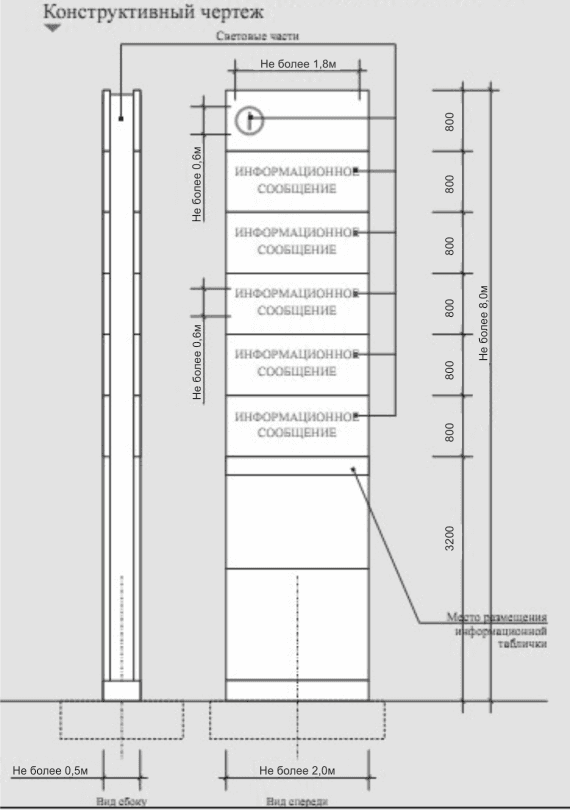 Конструктивный чертеж
Световые части
Не более 1,8м
800
Не более 0,6м
ИНФОРМАЦИОННОЕ
СООБЩЕНИЕ
800
ИНФОРМАЦИОННОЕ
СООБЩЕНИЕ
800
Не более 0,6м
ИНФОРМАЦИОННОЕ
СООБЩЕНИЕ
800
Не более 8,0м
ИНФОРМАЦИОННОЕ
СООБЩЕНИЕ
800
ИНФОРМАЦИОННОЕ
СООБЩЕНИЕ
800
3200
Место размещения
информационной
таблички
Не более 0,5м
Не более 2,0м
Вид сбоку
Вид спереди